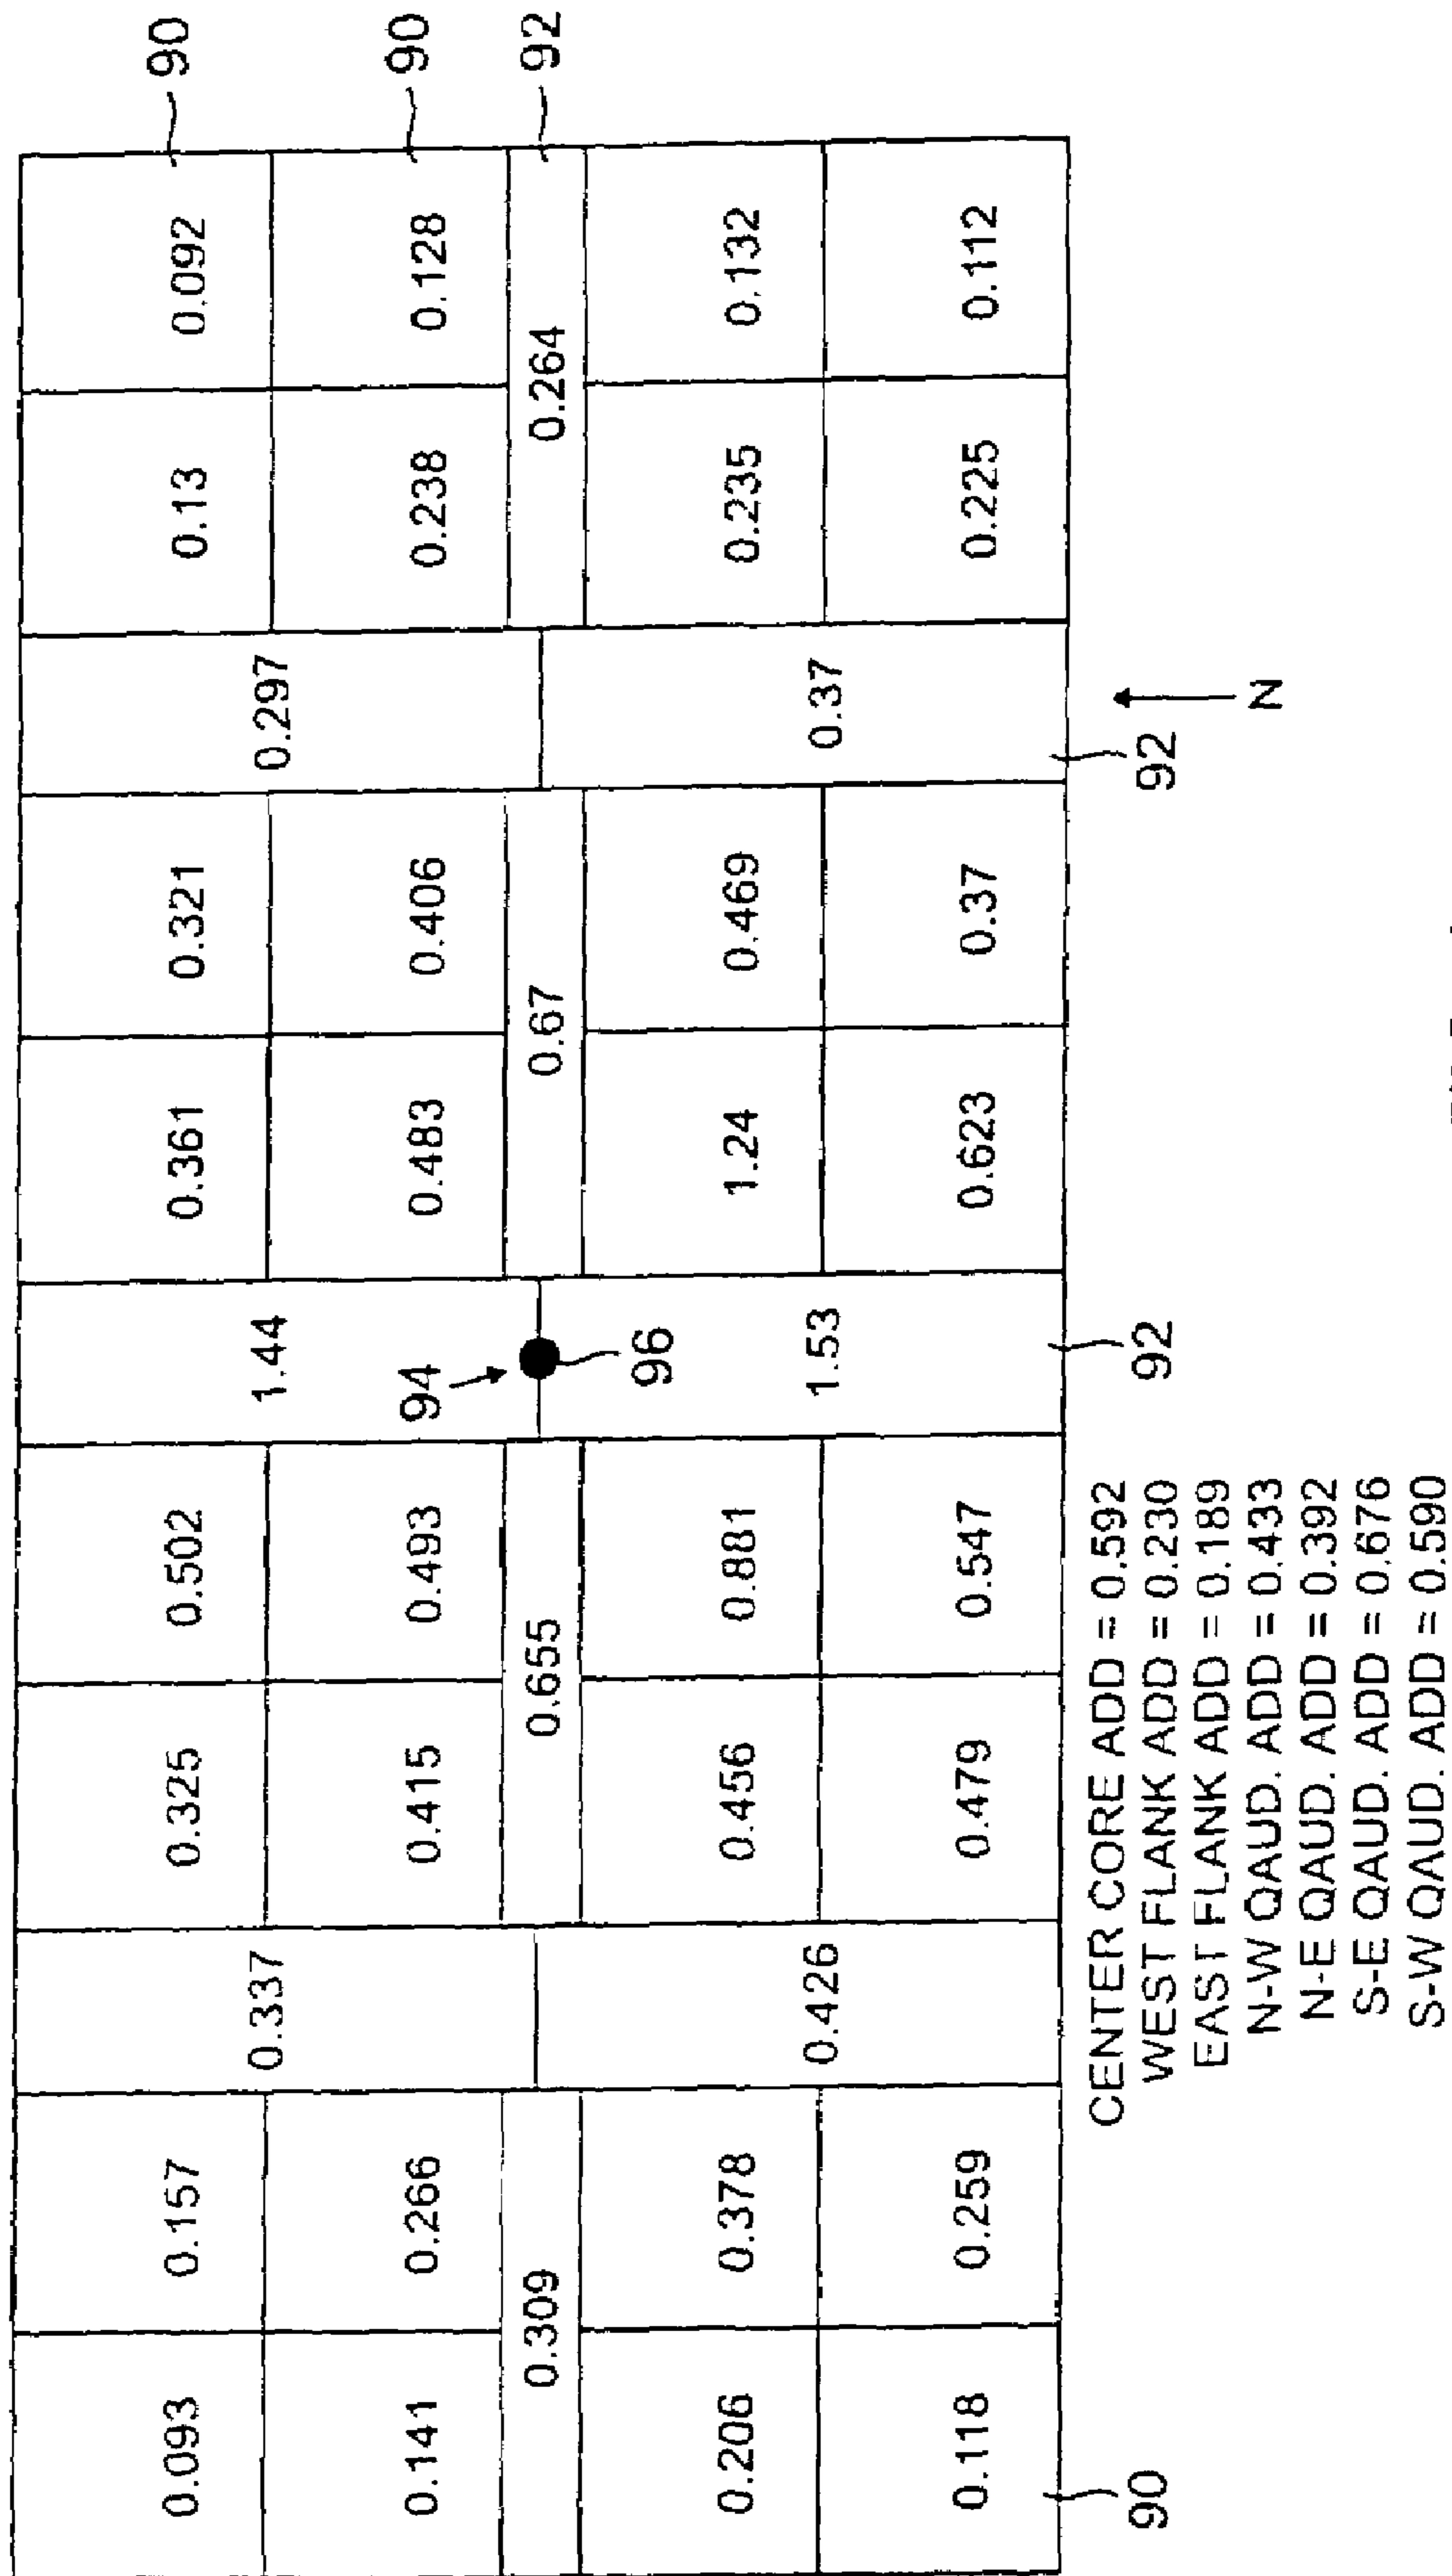 0.093 0.157 0.325 0.502 0.361 0.321 0.13 0.092 90
0.337 1.44 0.297
0.141 0.266 0.415 0.493 94 0.483 0.406 0.238 0.128 90
0.309 0.655 0.67 0.264 92
96
0.206 0.378 0.456 0.881 1.24 0.469 0.235 0.132
0.426 1.53 0.37
0.118 0.259 0.479 0.547 0.623 0.37 0.225 0.112
90 92 92
N
CENTER CORE ADD = 0.592
WEST FLANK ADD = 0.230
EAST FLANK ADD = 0.189
N-W QAUD. ADD = 0.433
N-E QAUD. ADD = 0.392
S-E QAUD. ADD = 0.676
S-W QAUD. ADD = 0.590